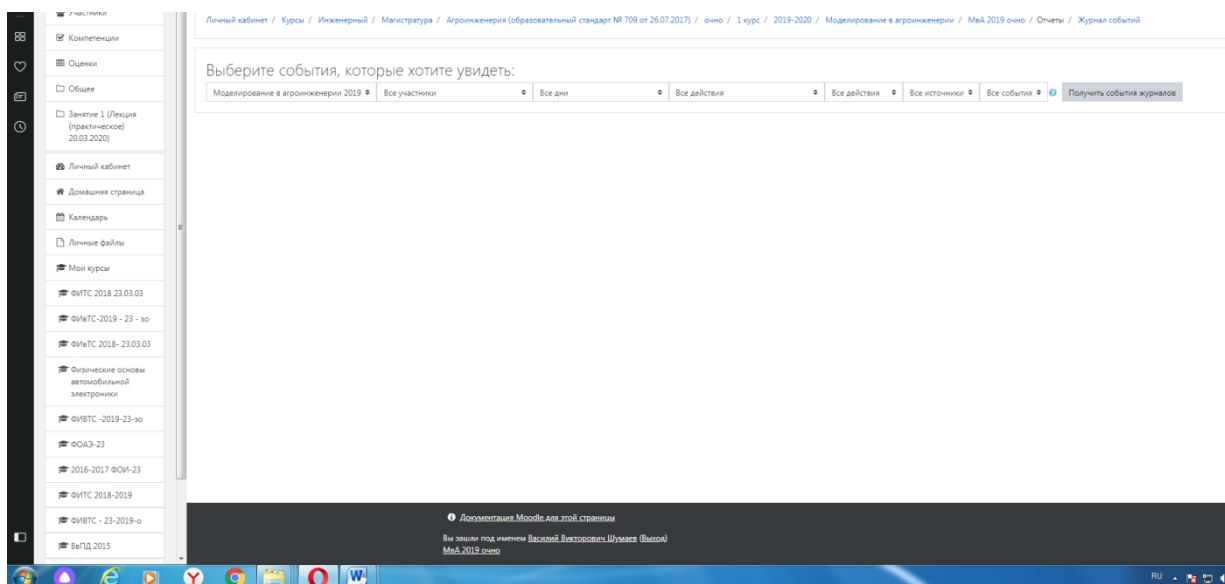 Участники
Личный кабинет / Курсы / Инженерный / Магистратура / Агроинженерия (образовательный стандарт № 709 от 26.07.2017) / очно / 1 курс / 2019-2020 / Моделирование в агроинженерии / МвА 2019 очно / Отчеты / Журнал событий
Компетенции
Оценки
Общее
Занятие 1 (Лекция
(практическое)
20.03.2020)
Личный кабинет
Домашняя страница
Календарь
Личные файлы
Мои курсы
ФИТС 2018 23.03.03
ФИвТС-2019 - 23 - зо
ФИвТС 2018- 23.03.03
Физические основы
автомобильной
электроники
ФИВТС -2019-23-зо
ФОАЭ-23
2016-2017 ФОИ-23
ФИТС 2018-2019
ФИВТС - 23-2019-о
ВвПД 2015
Выберите события, которые хотите увидеть:
Моделирование в агроинженерии 2019 Все участники Все дни Все действия Все действия Все источники Все события Получить события журналов
Документация Moodle для этой страницы
Вы зашли под именем Василий Викторович Шумаев (Выход)
МвА 2019 очно
RU